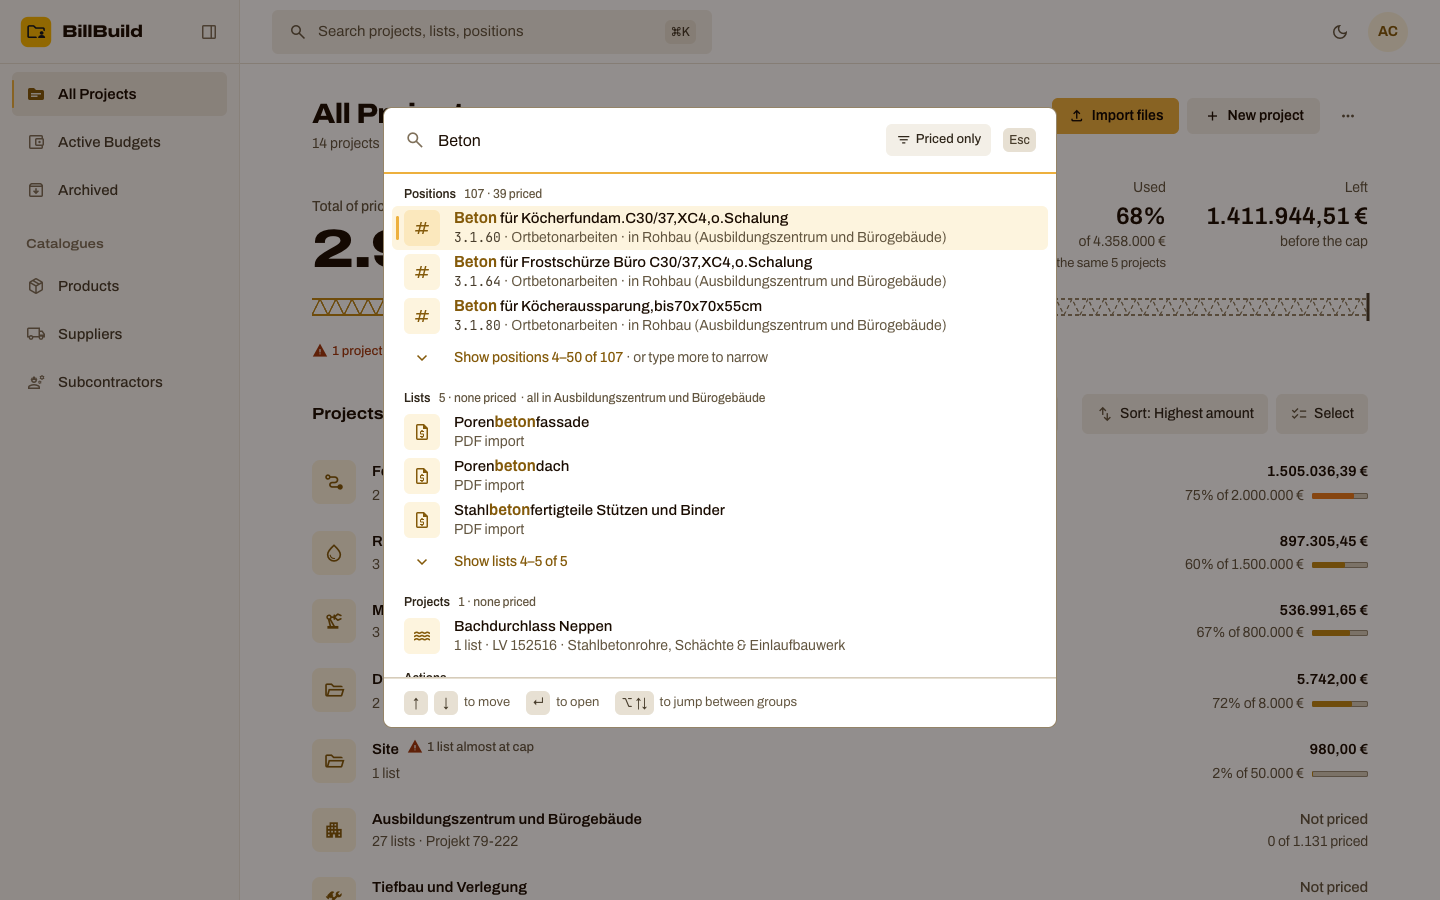 BillBuild
Search projects, lists, positions
⌘K
AC
All Projects
Active Budgets
Archived
Catalogues
Products
Suppliers
Subcontractors
All
14 projects
Import files
New project
Used
68%
of 4.358.000 €
the same 5 projects
Left
1.411.944,51 €
before the cap
1 project
Projects
Sort: Highest amount
Select
Beton
Priced only
Esc
Positions 107 · 39 priced
Beton für Köcherfundam.C30/37,XC4,o.Schalung
3.1.60 · Ortbetonarbeiten · in Rohbau (Ausbildungszentrum und Bürogebäude)
Beton für Frostschürze Büro C30/37,XC4,o.Schalung
3.1.64 · Ortbetonarbeiten · in Rohbau (Ausbildungszentrum und Bürogebäude)
Beton für Köcheraussparung,bis70x70x55cm
3.1.80 · Ortbetonarbeiten · in Rohbau (Ausbildungszentrum und Bürogebäude)
Show positions 4–50 of 107 · or type more to narrow
Lists 5 · none priced · all in Ausbildungszentrum und Bürogebäude
Porenbetonfassade
PDF import
Porenbetondach
PDF import
Stahlbetonfertigteile Stützen und Binder
PDF import
Show lists 4–5 of 5
Projects 1 · none priced
Bachdurchlass Neppen
1 list · LV 152516 · Stahlbetonrohre, Schächte & Einlaufbauwerk
↑ ↓ to move ↵ to open ⌥↑↓ to jump between groups
1.505.036,39 €
75% of 2.000.000 €
897.305,45 €
60% of 1.500.000 €
536.991,65 €
67% of 800.000 €
5.742,00 €
72% of 8.000 €
Site 1 list almost at cap
1 list
980,00 €
2% of 50.000 €
Ausbildungszentrum und Bürogebäude
27 lists · Projekt 79-222
Not priced
0 of 1.131 priced
Tiefbau und Verlegung
Not priced